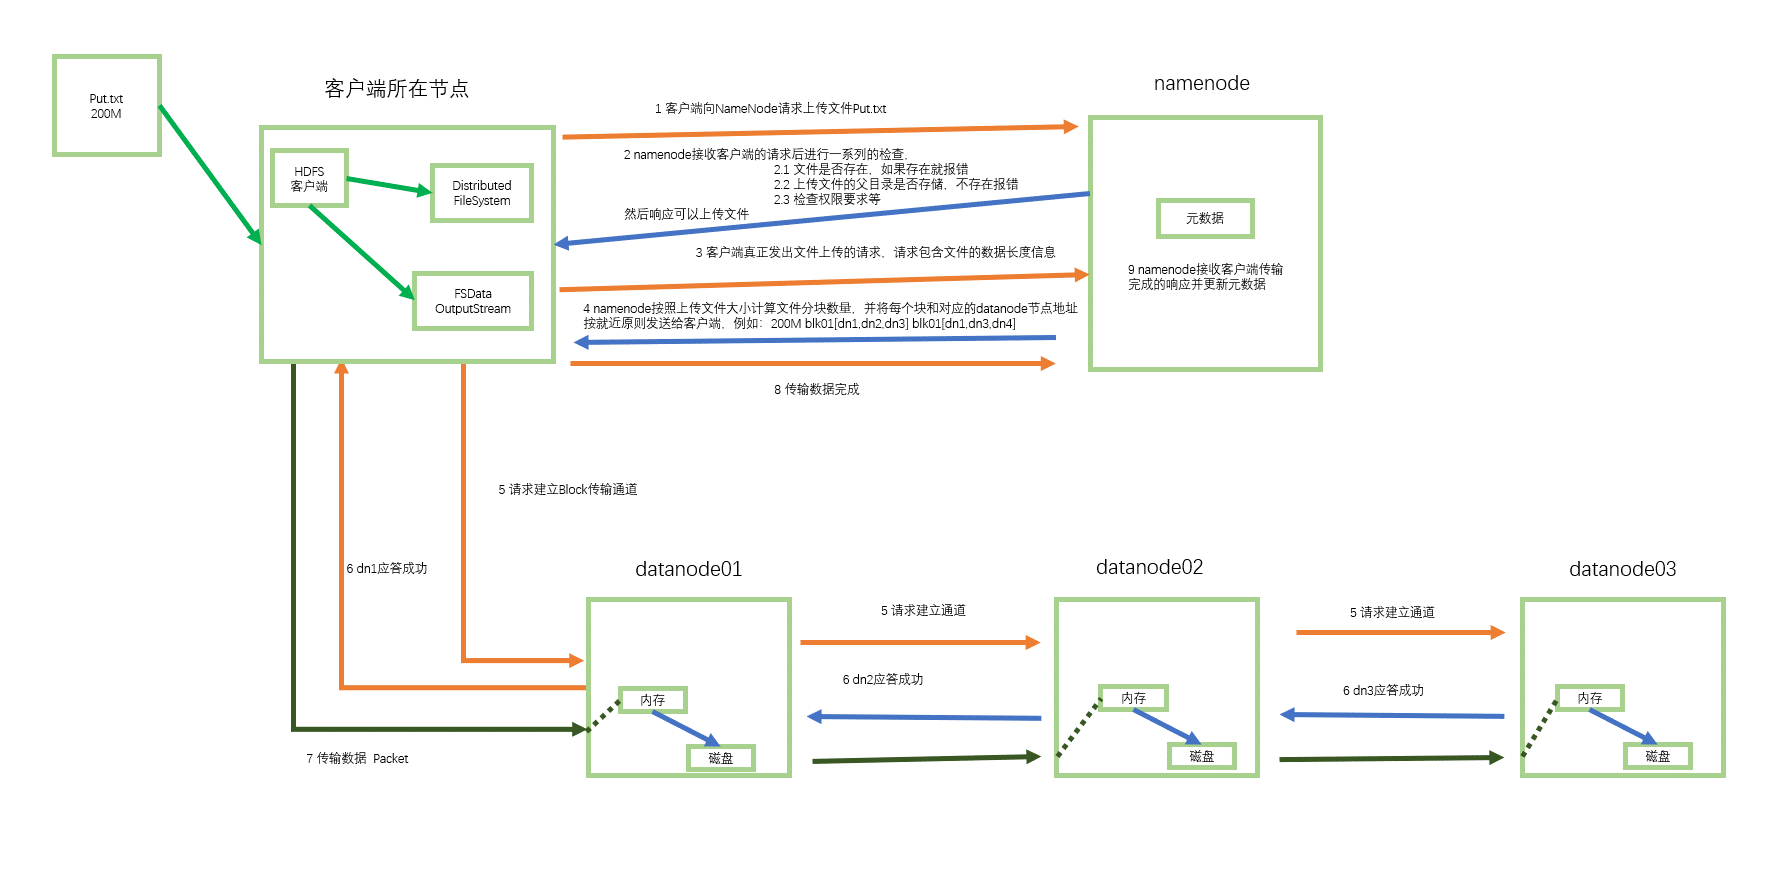 Put.txt
200M
客户端所在节点
HDFS
客户端
Distributed
FileSystem
FSData
OutputStream
namenode
1 客户端向NameNode请求上传文件Put.txt
2 namenode接收客户端的请求后进行一系列的检查,
2.1 文件是否存在，如果存在就报错
2.2 上传文件的父目录是否存储，不存在报错
2.3 检查权限要求等
然后响应可以上传文件
元数据
3 客户端真正发出文件上传的请求，请求包含文件的数据长度信息
9 namenode接收客户端传输
完成的响应并更新元数据
4 namenode按照上传文件大小计算文件分块数量，并将每个块和对应的datanode节点地址
按就近原则发送给客户端，例如：200M blk01[dn1,dn2,dn3] blk01[dn1,dn3,dn4]
8 传输数据完成
5 请求建立Block传输通道
6 dn1应答成功
7 传输数据 Packet
datanode01
内存
磁盘
5 请求建立通道
6 dn2应答成功
datanode02
内存
磁盘
5 请求建立通道
6 dn3应答成功
datanode03
内存
磁盘